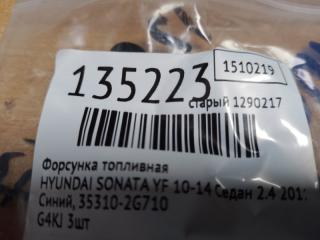 135223
1510219
старый 1290217
Форсунка топливная
HYUNDAI SONATA YF 10-14 Седан 2.4
Синий, 35310-2G710
G4KJ 3шт